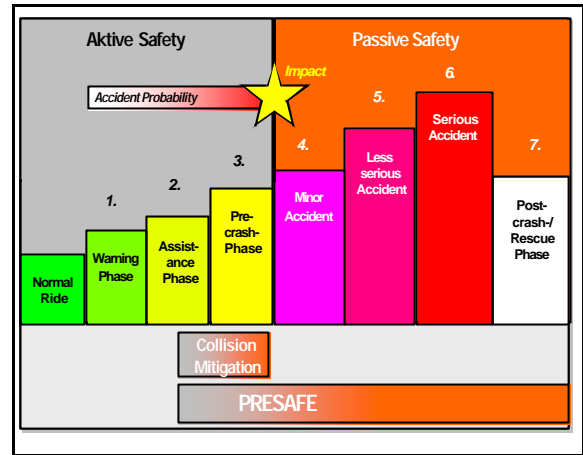 Aktive Safety
Passive Safety
Impact
Accident Probability
1.
2.
3.
4.
5.
6.
7.
Normal
Ride
Warning
Phase
Assist-
ance
Phase
Pre-
crash-
Phase
Minor
Accident
Less
serious
Accident
Serious
Accident
Post-
crash-/
Rescue
Phase
Collision
Mitigation
PRESAFE